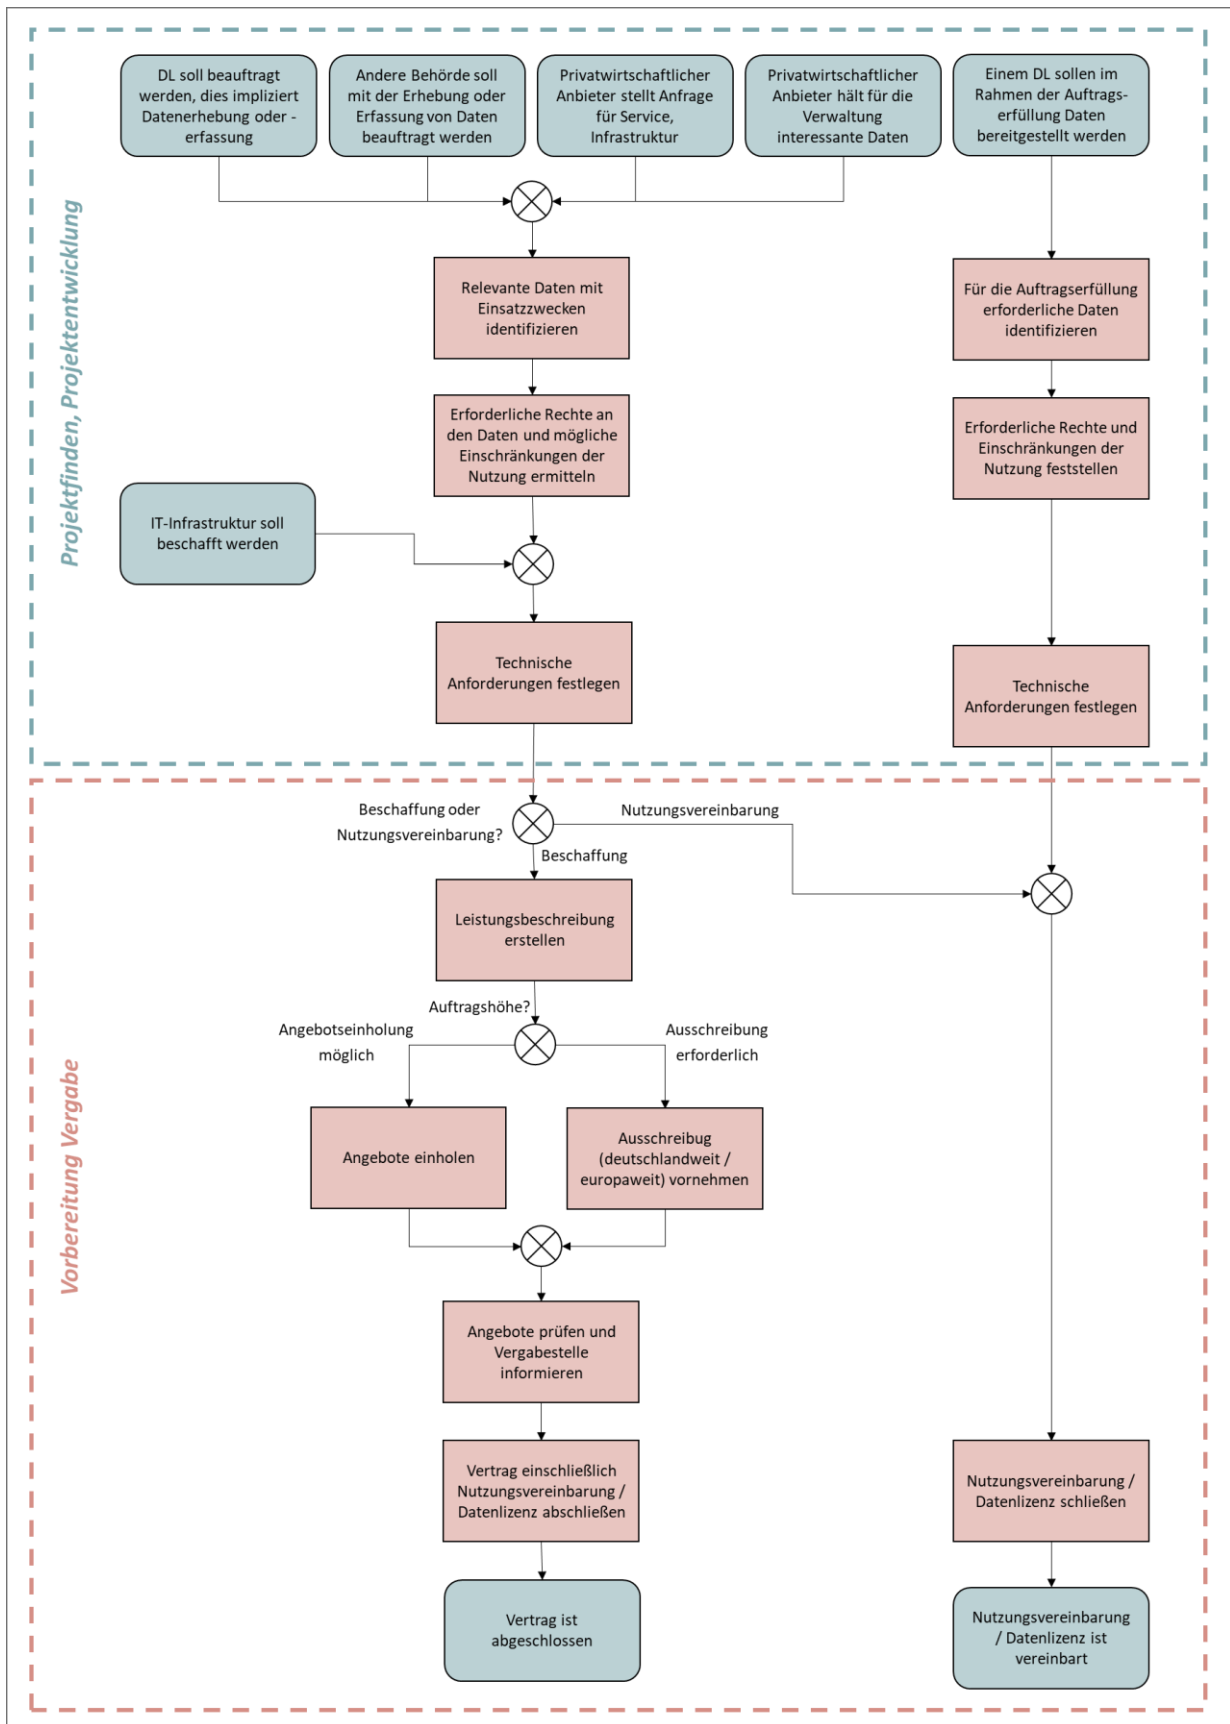 DL soll beauftragt
werden, dies impliziert
Datenerhebung oder -
erfassung
Andere Behörde soll
mit der Erhebung oder
Erfassung von Daten
beauftragt werden
Privatwirtschaftlicher
Anbieter stellt Anfrage
für Service,
Infrastruktur
Privatwirtschaftlicher
Anbieter hält für die
Verwaltung
interessante Daten
Einem DL sollen im
Rahmen der Auftrags-
erfüllung Daten
bereitgestellt werden
Projektfinden, Projektentwicklung
Relevante Daten mit
Einsatzzwecken
identifizieren
Für die Auftragserfüllung
erforderliche Daten
identifizieren
Erforderliche Rechte an
den Daten und mögliche
Einschränkungen der
Nutzung ermitteln
Erforderliche Rechte und
Einschränkungen der
Nutzung feststellen
IT-Infrastruktur soll
beschafft werden
Technische
Anforderungen festlegen
Technische
Anforderungen festlegen
Vorbereitung Vergabe
Beschaffung oder
Nutzungsvereinbarung?
Nutzungsvereinbarung
Beschaffung
Leistungsbeschreibung
erstellen
Auftragshöhe?
Angebotseinholung
möglich
Ausschreibung
erforderlich
Angebote einholen
Ausschreibug
(deutschlandweit /
europaweit) vornehmen
Angebote prüfen und
Vergabestelle
informieren
Vertrag einschließlich
Nutzungsvereinbarung /
Datenlizenz abschließen
Nutzungsvereinbarung /
Datenlizenz schließen
Vertrag ist
abgeschlossen
Nutzungsvereinbarung
/ Datenlizenz ist
vereinbart